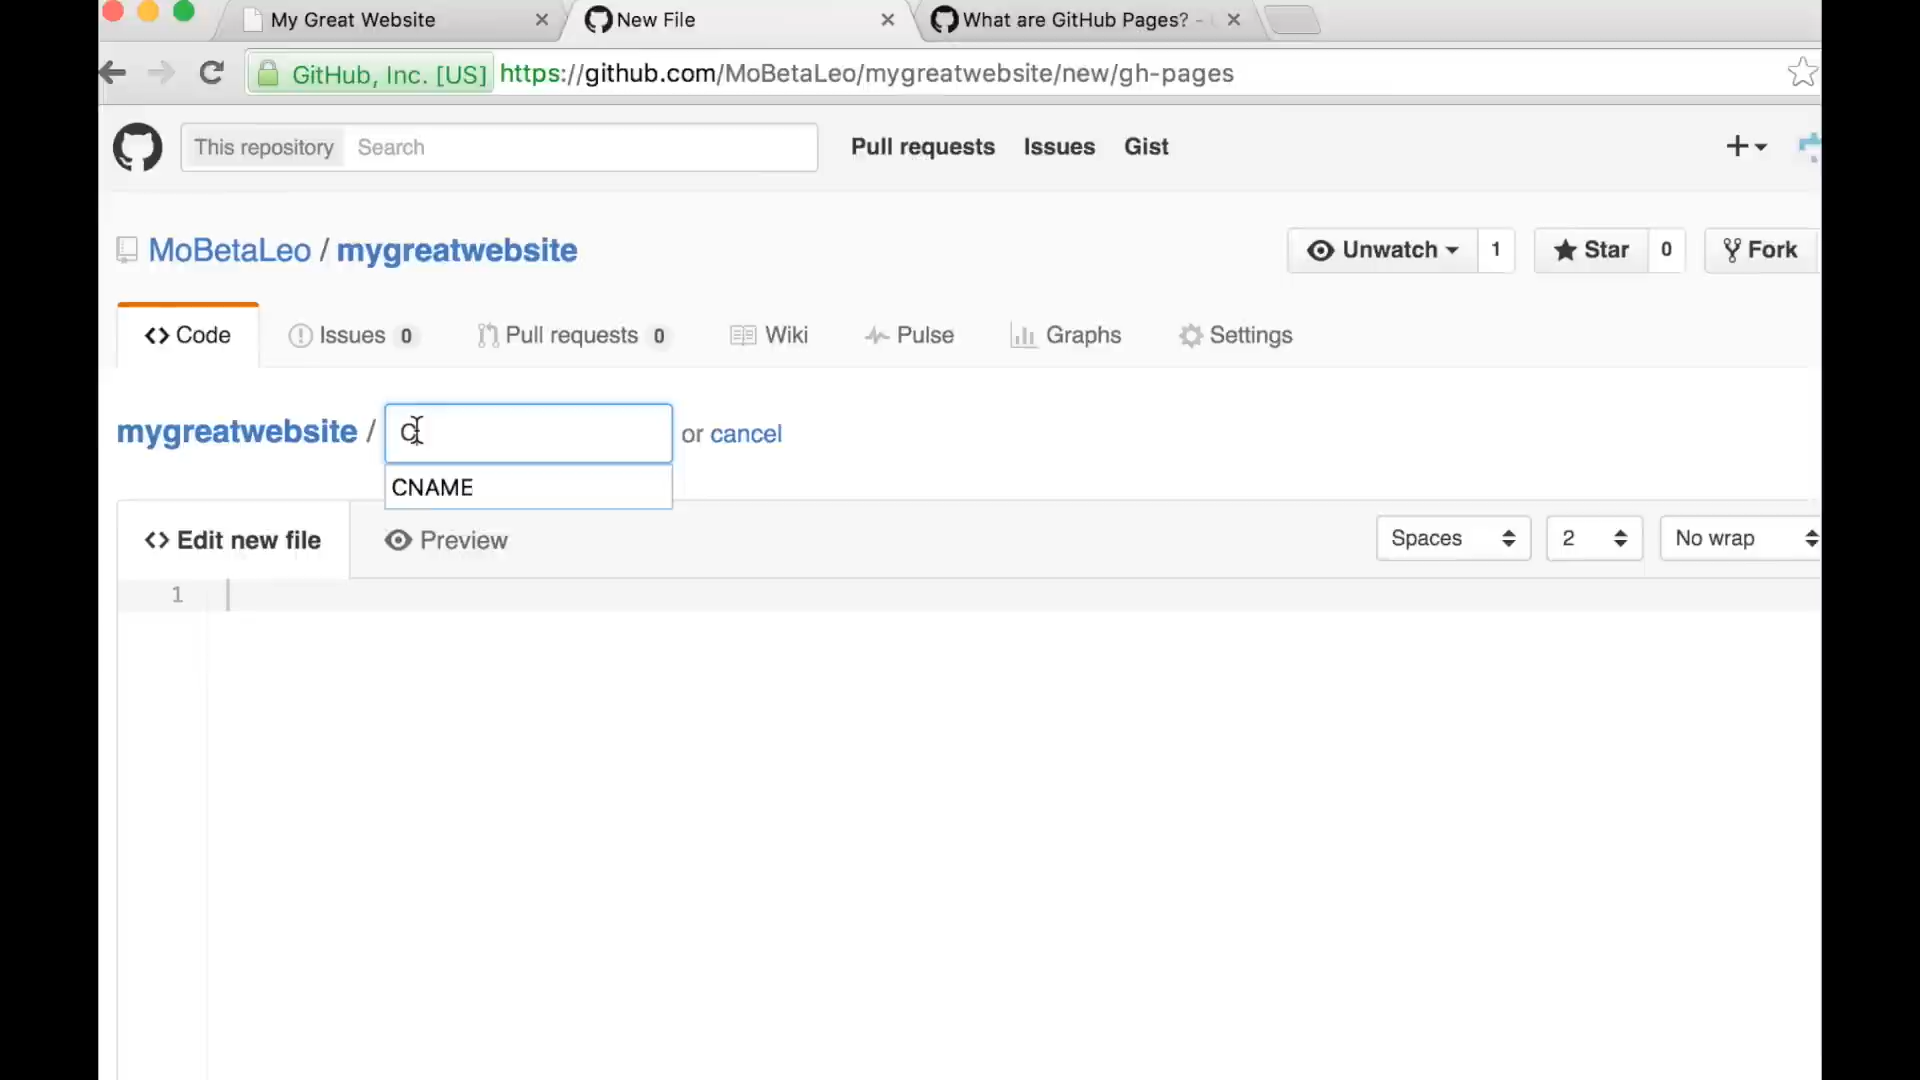 My Great Website
New File
What are GitHub Pages? -
GitHub, Inc. [US] https://github.com/MoBetaLeo/mygreatwebsite/new/gh-pages
This repository Search
Pull requests Issues Gist
MoBetaLeo / mygreatwebsite
Unwatch 1 Star 0 Fork
Code Issues 0 Pull requests 0 Wiki Pulse Graphs Settings
mygreatwebsite / C or cancel
CNAME
Edit new file Preview Spaces 2 No wrap
1